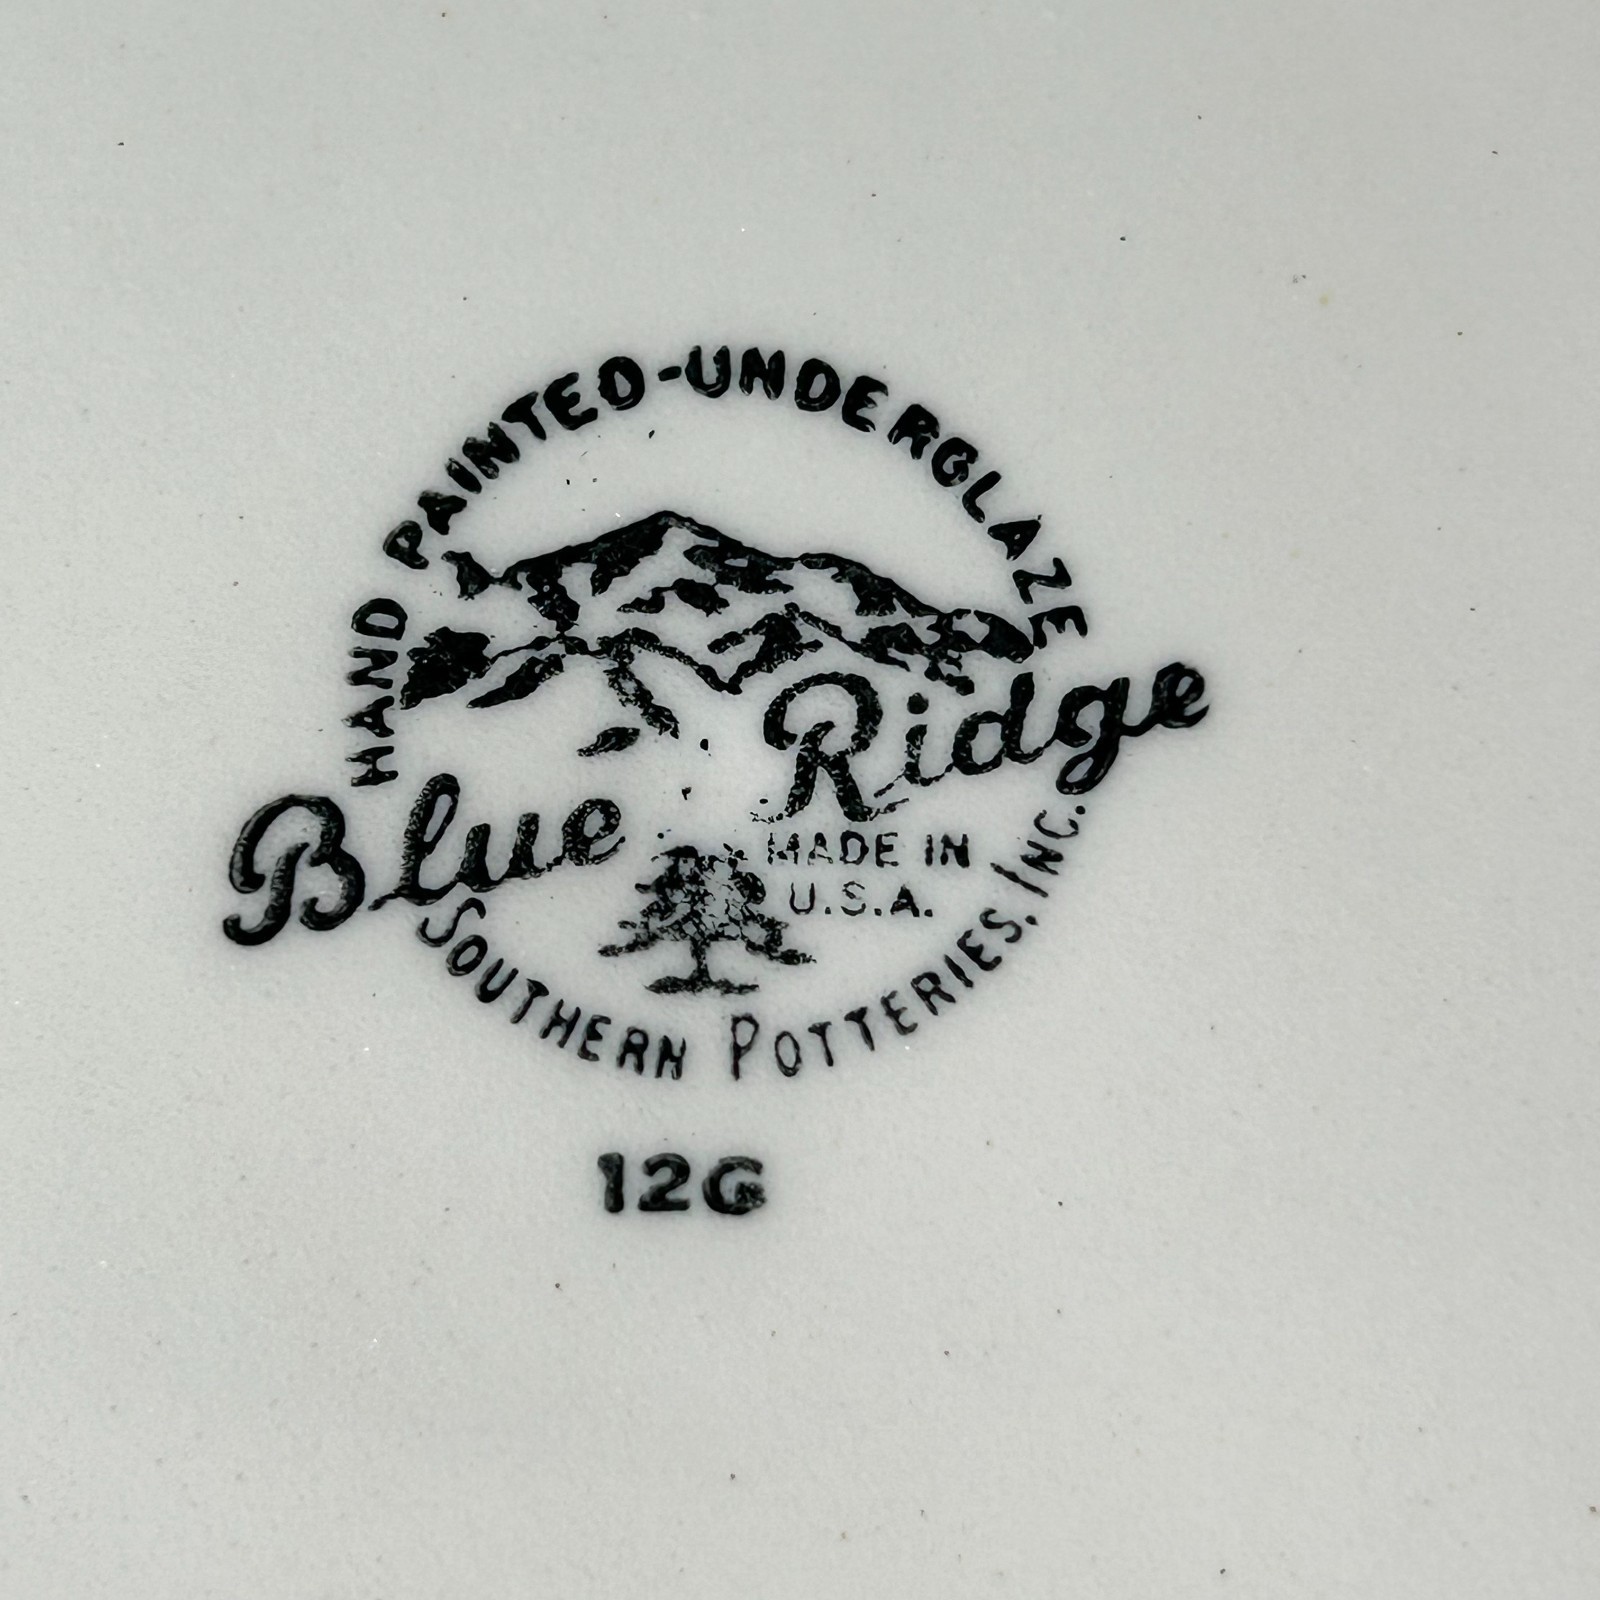 HAND PAINTED-UNDERGLAZE
Blue Ridge
MADE IN
U.S.A.
SOUTHERN POTTERIES, INC.
12G